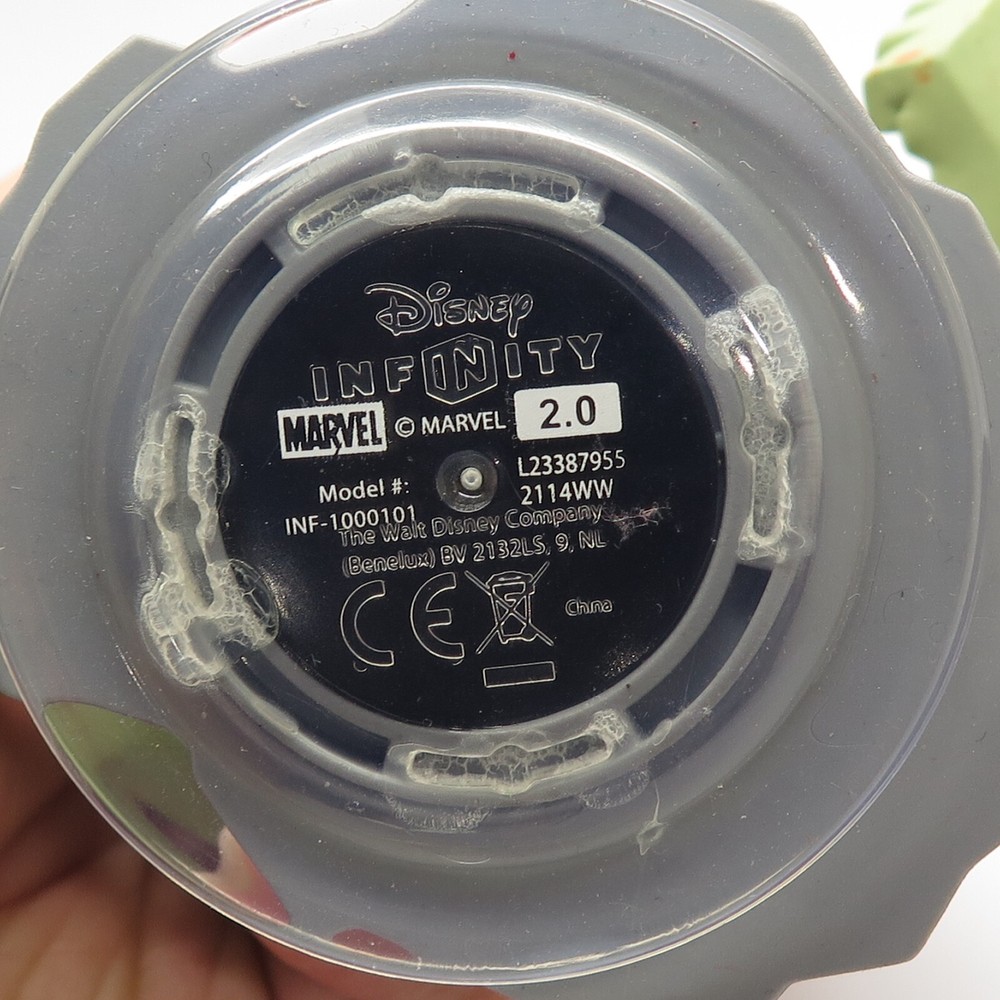 Disney
INFINITY
MARVEL © MARVEL 2.0
Model #:
INF-1000101
L23387955
2114WW
The Walt Disney Company
(Benelux) BV 2132LS, 9, NL
CE China